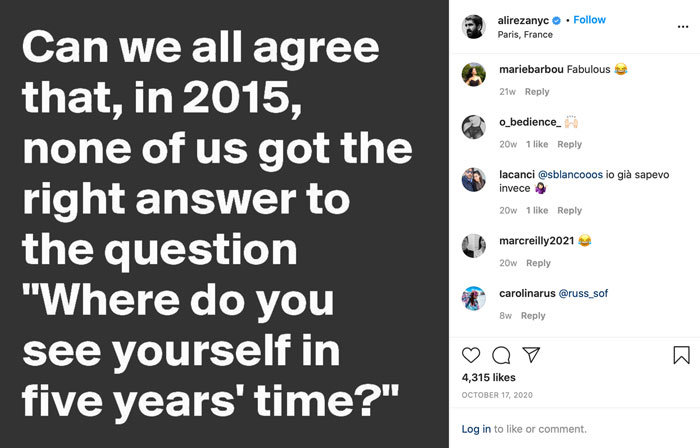 Can we all agree
that, in 2015,
none of us got the
right answer to
the question
"Where do you
see yourself in
five years' time?"
alirezanyc • Follow
Paris, France
mariebarbou Fabulous 😂
21w Reply
o_bedience_ 🙌🏻
20w 1 like Reply
lacanci @sblancooos io già sapevo
invece 🤷🏻‍♀️
20w 1 like Reply
marcreilly2021 😂
20w Reply
carolinarus @russ_sof
8w Reply
4,315 likes
OCTOBER 17, 2020
Log in to like or comment.